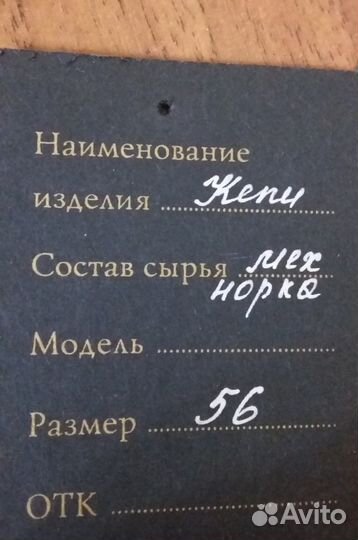 Наименование
изделия Кепи
Состав сырья мех
норка
Модель
Размер 56
ОТК
Avito